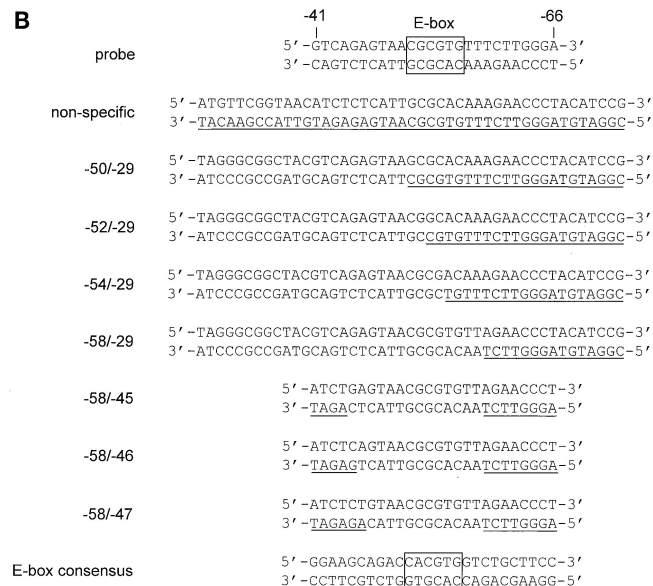 B
-41 E-box -66
probe 5'-GTCAGAGTAACGCGTGTTTCTTGGGA-3'
3'-CAGTCTCATTGCGCACAAAGAACCCT-5'
non-specific 5'-ATGTTCGGTAACATCTCTCATTGCGCACAAAGAACCCTACATCCG-3'
3'-TACAAGCCATTGTAGAGAGTAACGCGTGTTTCTTGGGATGTAGGC-5'
-50/-29 5'-TAGGGCGGCTACGTCAGAGTAAGCGCACAAAGAACCCTACATCCG-3'
3'-ATCCCGCCGATGCAGTCTCATTCGCGTGTTTCTTGGGATGTAGGC-5'
-52/-29 5'-TAGGGCGGCTACGTCAGAGTAACGGCACAAAGAACCCTACATCCG-3'
3'-ATCCCGCCGATGCAGTCTCATTGCCGTGTTTCTTGGGATGTAGGC-5'
-54/-29 5'-TAGGGCGGCTACGTCAGAGTAACGCGACAAAGAACCCTACATCCG-3'
3'-ATCCCGCCGATGCAGTCTCATTGCGCTGTTTCTTGGGATGTAGGC-5'
-58/-29 5'-TAGGGCGGCTACGTCAGAGTAACGCGTGTTAGAACCCTACATCCG-3'
3'-ATCCCGCCGATGCAGTCTCATTGCGCACAATCTTGGGATGTAGGC-5'
-58/-45 5'-ATCTGAGTAACGCGTGTTAGAACCCT-3'
3'-TAGACTCATTGCGCACAATCTTGGGA-5'
-58/-46 5'-ATCTCAGTAACGCGTGTTAGAACCCT-3'
3'-TAGAGTCATTGCGCACAATCTTGGGA-5'
-58/-47 5'-ATCTCTGTAACGCGTGTTAGAACCCT-3'
3'-TAGAGACATTGCGCACAATCTTGGGA-5'
E-box consensus 5'-GGAAGCAGACCACGTGGTCTGCTTCC-3'
3'-CCTTCGTCTGGTGCACCAGACGAAGG-5'